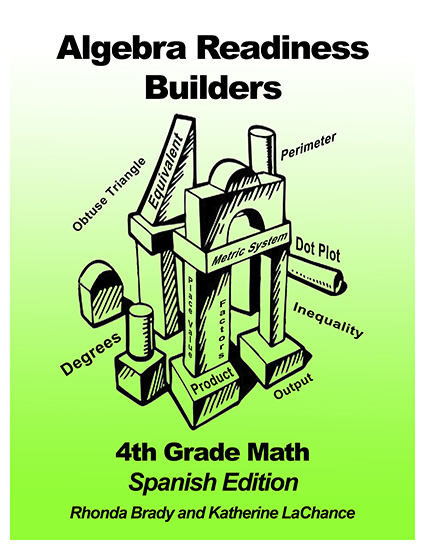 Algebra Readiness
Builders
Equivalent
Perimeter
Obtuse Triangle
Metric System
Dot Plot
Place Value
Factors
Inequality
Degrees
Product
Output
4th Grade Math
Spanish Edition
Rhonda Brady and Katherine LaChance